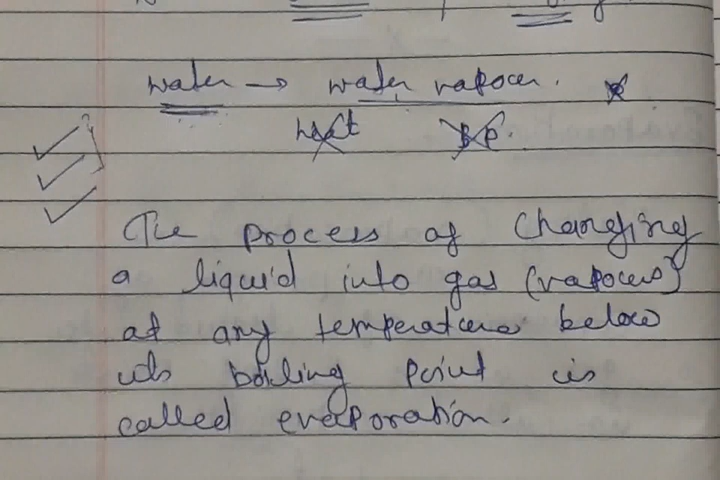 water → water vapour.
heat B.P.
The process of changing
a liquid into gas (vapours)
at any temperature below
its boiling point is
called evaporation.